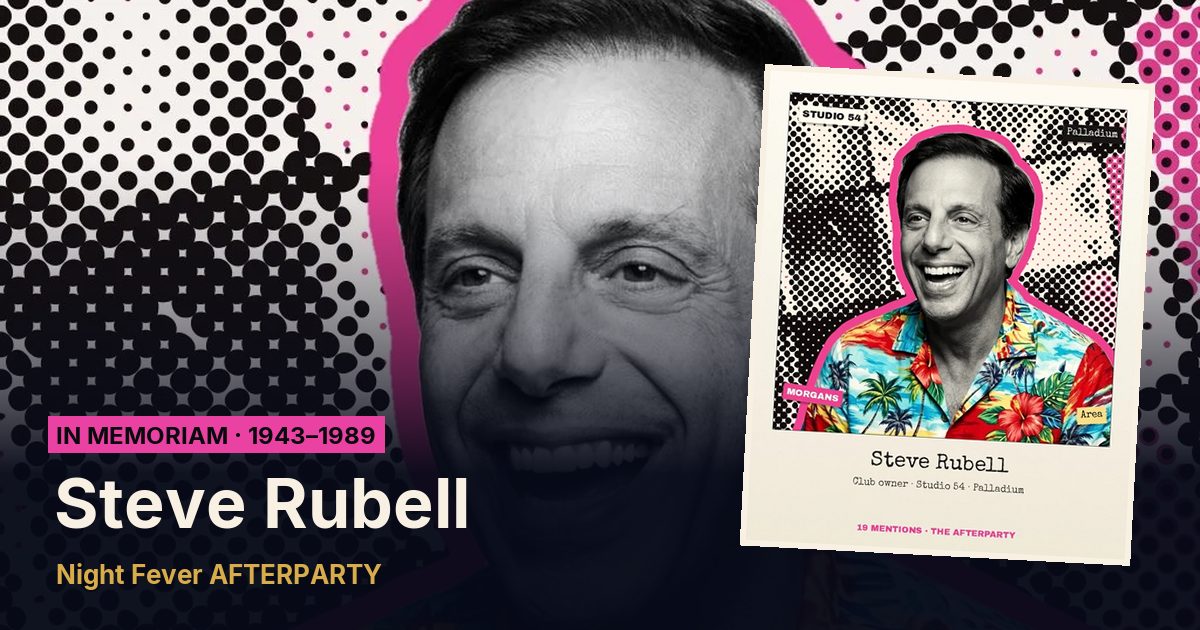 IN MEMORIAM · 1943–1989
Steve Rubell
Night Fever AFTERPARTY
STUDIO 54
Palladium
MORGANS
Area
Steve Rubell
Club owner · Studio 54 · Palladium
19 MENTIONS · THE AFTERPARTY